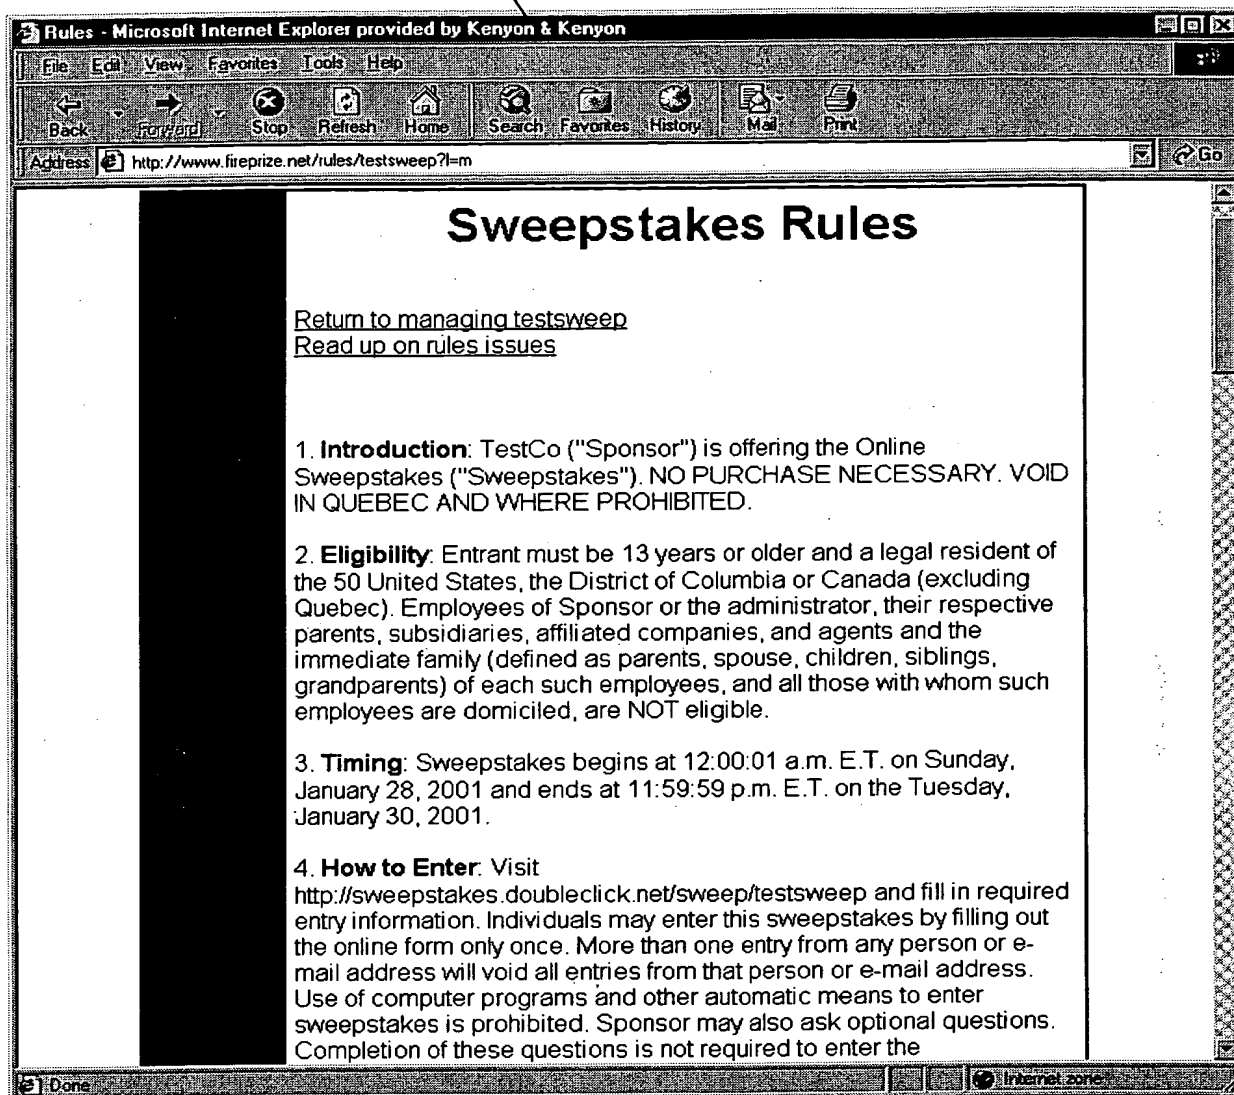 Rules - Microsoft Internet Explorer provided by Kenyon & Kenyon
File Edit View Favorites Tools Help
Back Forward Stop Refresh Home Search Favorites History Mail Print
Address http://www.fireprize.net/rules/testsweep?l=m Go
Sweepstakes Rules
Return to managing testsweep
Read up on rules issues
1. Introduction: TestCo ("Sponsor") is offering the Online
Sweepstakes ("Sweepstakes"). NO PURCHASE NECESSARY. VOID
IN QUEBEC AND WHERE PROHIBITED.
2. Eligibility: Entrant must be 13 years or older and a legal resident of
the 50 United States, the District of Columbia or Canada (excluding
Quebec). Employees of Sponsor or the administrator, their respective
parents, subsidiaries, affiliated companies, and agents and the
immediate family (defined as parents, spouse, children, siblings,
grandparents) of each such employees, and all those with whom such
employees are domiciled, are NOT eligible.
3. Timing: Sweepstakes begins at 12:00:01 a.m. E.T. on Sunday,
January 28, 2001 and ends at 11:59:59 p.m. E.T. on the Tuesday,
January 30, 2001.
4. How to Enter: Visit
http://sweepstakes.doubleclick.net/sweep/testsweep and fill in required
entry information. Individuals may enter this sweepstakes by filling out
the online form only once. More than one entry from any person or e-
mail address will void all entries from that person or e-mail address.
Use of computer programs and other automatic means to enter
sweepstakes is prohibited. Sponsor may also ask optional questions.
Completion of these questions is not required to enter the
Done Internet zone